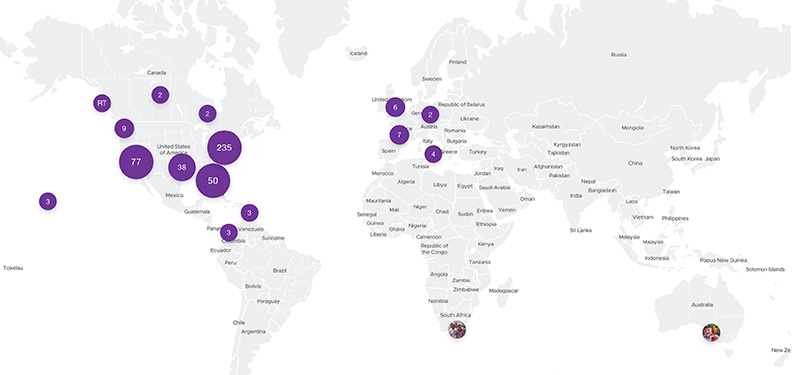 Iceland
Russia
Finland
Canada
Sweden
2
United Kingdom
RT
6
Republic of Belarus
2
2
Ukraine
9
Austria
Kazakhstan
Mongolia
7
Romania
235
United States
of America
Italy
Bulgaria
Kyrgyzstan
North Korea
77
38
Spain
4
Greece
Turkey
Tajikistan
South Korea
Japan
50
Tunisia
Iraq
Iran
Afghanistan
China
Morocco
Jordan
Pakistan
Algeria
Libya
Egypt
Saudi Arabia
Nepal
Mexico
Bangladesh
Taiwan
3
Mauritania
Oman
India
Laos
Guatemala
3
Senegal
Mali
Niger
Chad
Sudan
Eritrea
Yemen
Vietnam
Philippines
3
Venezuela
Guinea
Nigeria
Ethiopia
Sri Lanka
Colombia
Suriname
Liberia
Ghana
Cameroon
Malaysia
Malaysia
Ecuador
Republic of
the Congo
Kenya
Indonesia
Papua New Guinea
Peru
Tanzania
Tokelau
Brazil
Solomon Islands
Angola
Zambia
Bolivia
Zimbabwe
Madagascar
Paraguay
Namibia
Australia
Chile
South Africa
Argentina
New Ze